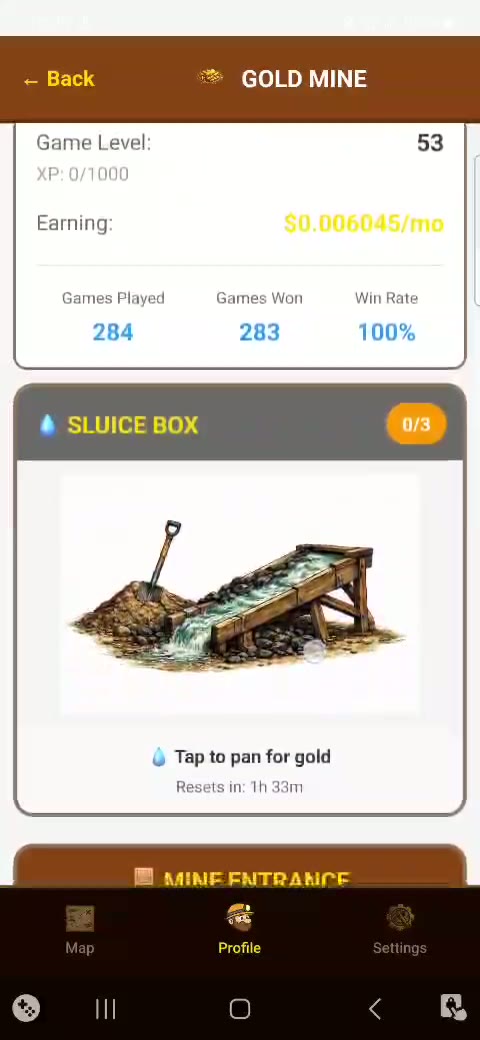 ← Back
GOLD MINE
Game Level:
53
XP: 0/1000
Earning:
$0.006045/mo
Games Played
Games Won
Win Rate
284
283
100%
SLUICE BOX
0/3
Tap to pan for gold
Resets in: 1h 33m
MINE ENTRANCE
Map
Profile
Settings